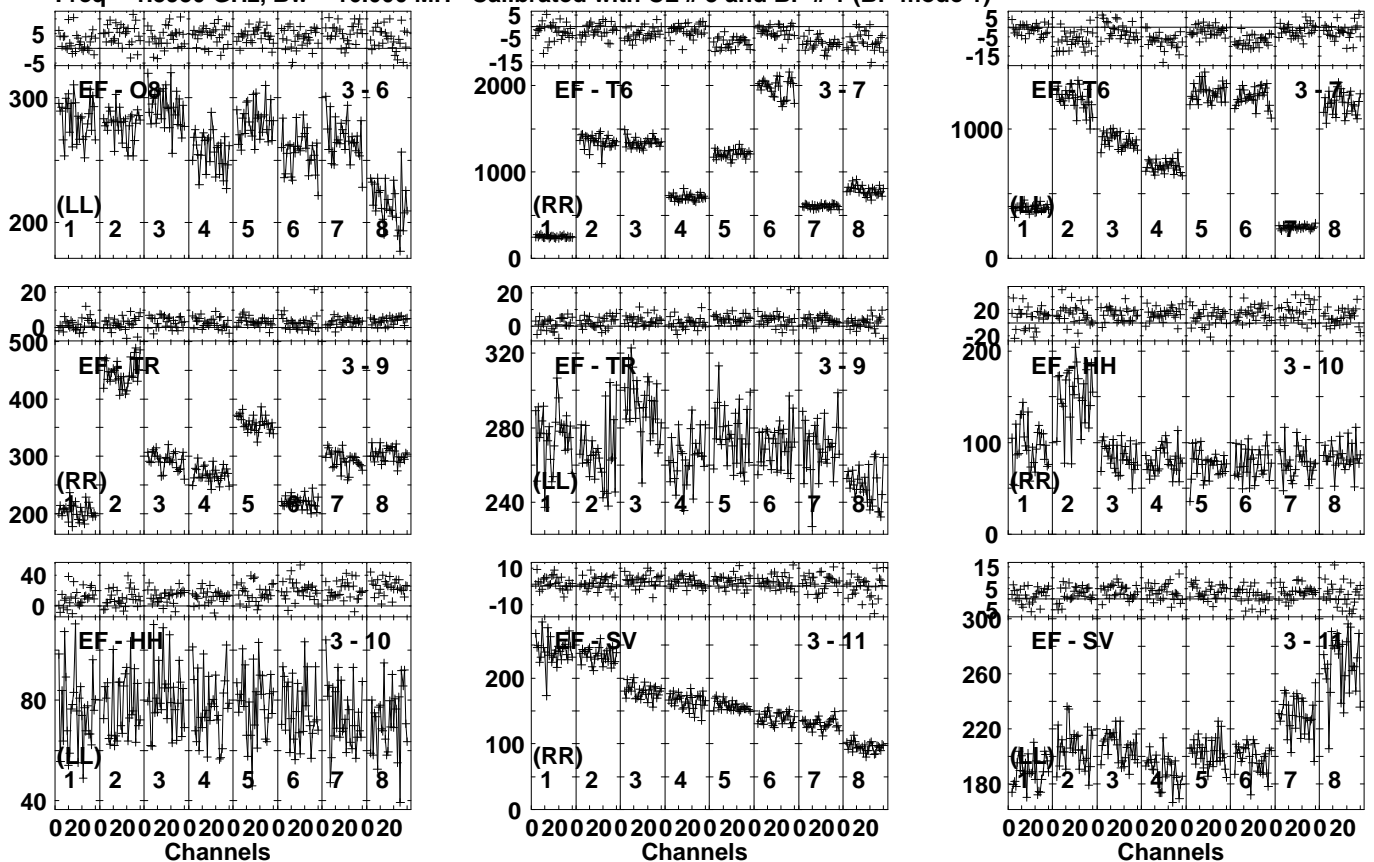 5 5 5
-5 -5 -5
-15 -15
300 EF - O8 3 - 6 2000 EF - T6 3 - 7 EF - T6 3 - 7
1000 1000
200 (LL) (RR) (LL)
1 2 3 4 5 6 7 8 1 2 3 4 5 6 7 8 1 2 3 4 5 6 7 8
0 0
20 20 20
0 0 -20
500 EF - TR 3 - 9 320 EF - TR 3 - 9 200 EF - HH 3 - 10
400 280 100
300 (RR) 240 (LL) (RR)
200 1 2 3 4 5 6 7 8 1 2 3 4 5 6 7 8 1 2 3 4 5 6 7 8
0
40 10 15
0 -10 5
5
EF - HH 3 - 10 EF - SV 3 - 11 300 EF - SV 3 - 11
80 200 260
220
(LL) 100 (RR) (LL)
40 1 2 3 4 5 6 7 8 1 2 3 4 5 6 7 8 180 1 2 3 4 5 6 7 8
0
0 20 0 20 0 20 0 20 0 20 0 20 0 20 0 20 0 20 0 20 0 20 0 20 0 20 0 20 0 20 0 20 0 20 0 20 0 20 0 20 0 20 0 20 0 20 0 20
Channels Channels Channels